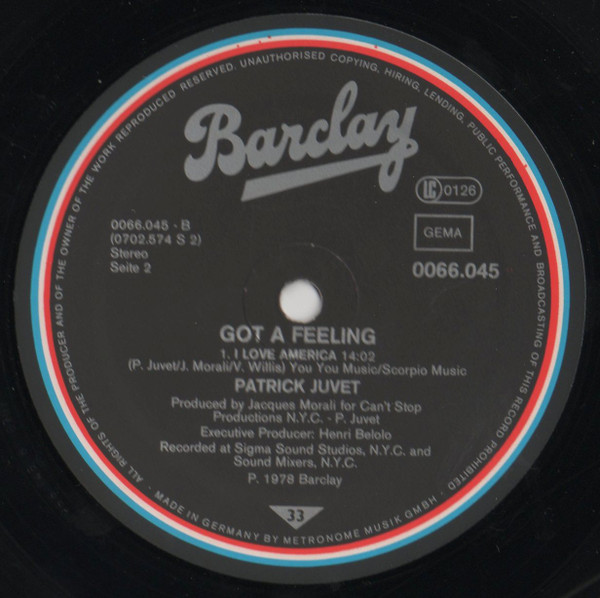 ALL RIGHTS OF THE PRODUCER AND OF THE OWNER OF THE WORK REPRODUCED RESERVED. UNAUTHORISED COPYING, HIRING, LENDING, PUBLIC PERFORMANCE AND BROADCASTING OF THIS RECORD PROHIBITED
Barclay
LC 0126
0066.045 - B
(0702.574 S 2)
Stereo
Seite 2
GEMA
0066.045
GOT A FEELING
1. I LOVE AMERICA 14:02
(P. Juvet/J. Morali/V. Willis) You You Music/Scorpio Music
PATRICK JUVET
Produced by Jacques Morali for Can't Stop
Productions N.Y.C. - P. Juvet
Executive Producer: Henri Belolo
Recorded at Sigma Sound Studios, N.Y.C. and
Sound Mixers, N.Y.C.
P. 1978 Barclay
33
· MADE IN GERMANY BY METRONOME MUSIK GMBH ·